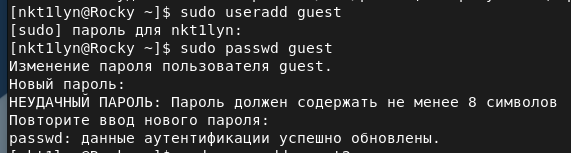 [nkt1lyn@Rocky ~]$ sudo useradd guest
[sudo] пароль для nkt1lyn:
[nkt1lyn@Rocky ~]$ sudo passwd guest
Изменение пароля пользователя guest.
Новый пароль:
НЕУДАЧНЫЙ ПАРОЛЬ: Пароль должен содержать не менее 8 символов
Повторите ввод нового пароля:
passwd: данные аутентификации успешно обновлены.